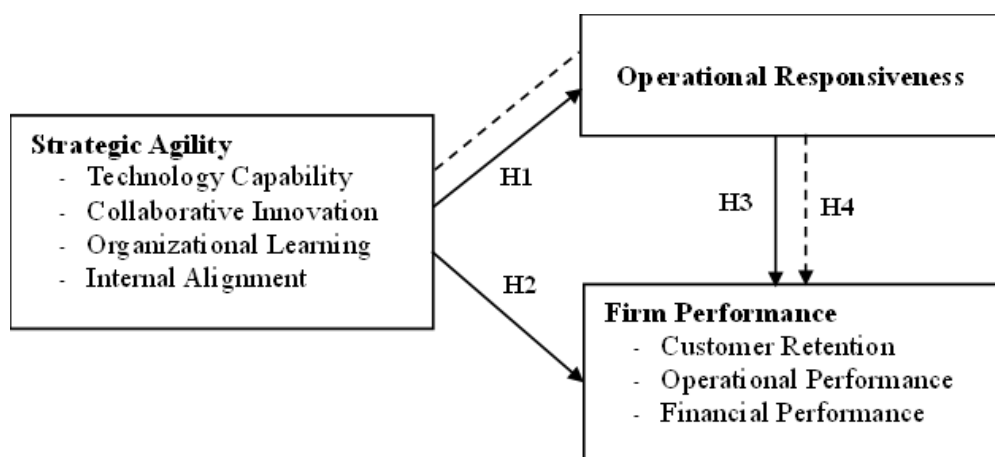 Operational Responsiveness
Strategic Agility
- Technology Capability
- Collaborative Innovation
- Organizational Learning
- Internal Alignment
H1
H2
H3
H4
Firm Performance
- Customer Retention
- Operational Performance
- Financial Performance